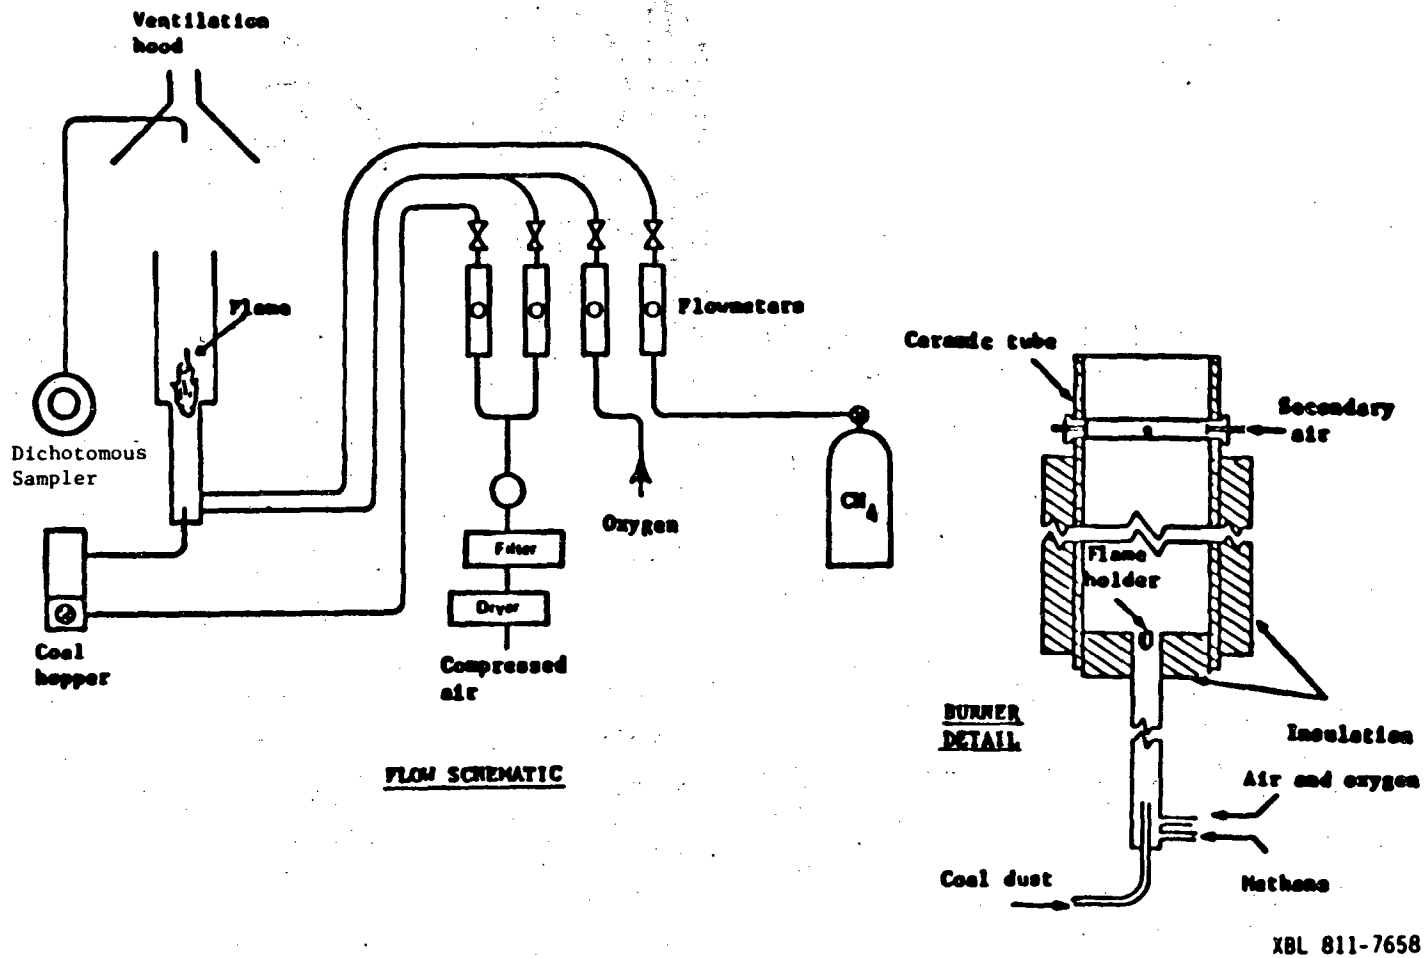 Ventilation
hood
Flame
Flowmeters
Dichotomous
Sampler
Oxygen
CH4
Filter
Dryer
Compressed
air
Coal
hopper
FLOW SCHEMATIC
Ceramic tube
Secondary
air
Flame
holder
BURNER
DETAIL
Insulation
Air and oxygen
Coal dust
Methane
XBL 811-7658